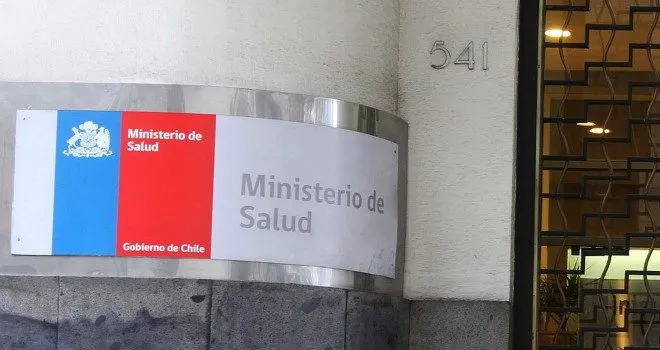 541
Ministerio de
Salud
Gobierno de Chile
Ministerio de
Salud